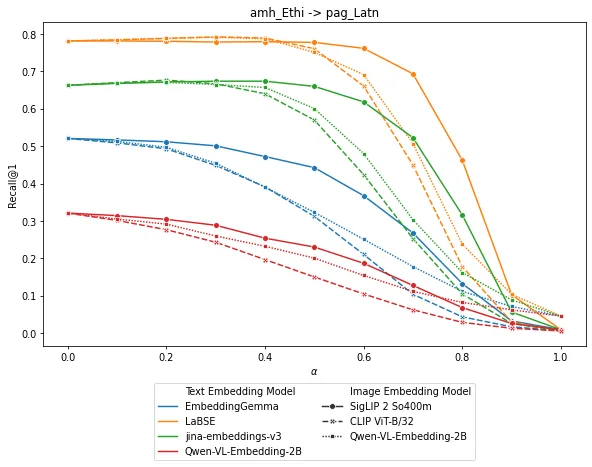 amh_Ethi -> pag_Latn
Recall@1
0.8
0.7
0.6
0.5
0.4
0.3
0.2
0.1
0.0
0.0 0.2 0.4 0.6 0.8 1.0
α
Text Embedding Model
EmbeddingGemma
LaBSE
jina-embeddings-v3
Qwen-VL-Embedding-2B
Image Embedding Model
SigLIP 2 So400m
CLIP ViT-B/32
Qwen-VL-Embedding-2B